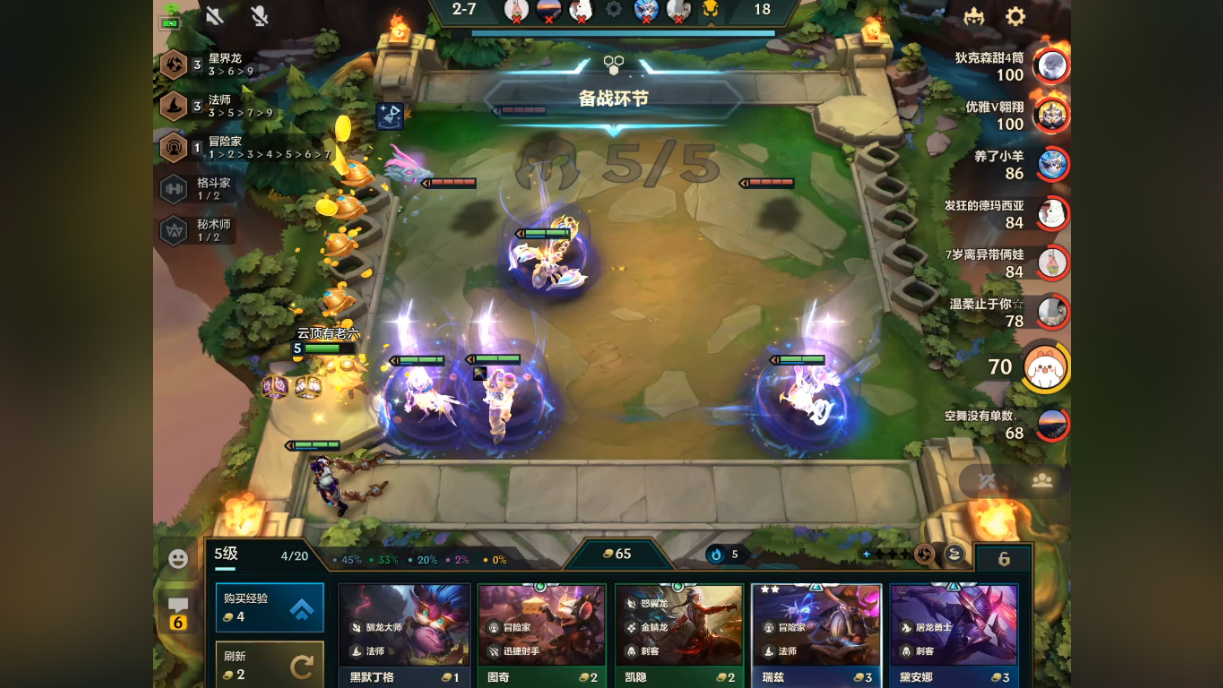 2-7
18
3 星界龙
3 > 6 > 9
3 法师
3 > 5 > 7 > 9
1 冒险家
1 > 2 > 3 > 4 > 5 > 6 > 7
格斗家
1 / 2
秘术师
1 / 2
备战环节
5/5
狄克森甜4筒
100
优雅V翱翔
100
养了小羊
86
发狂的德玛西亚
84
7岁离异带俩娃
84
温柔止于你☆
78
70
空舞没有单数
68
云顶有老六
5
5级
4/20
45%
33%
20%
2%
0%
65
5
购买经验
4
刷新
2
6
驯龙大师
法师
黑默丁格
1
冒险家
迅捷射手
图奇
2
怒翼龙
金鳞龙
刺客
凯隐
2
冒险家
法师
瑞兹
3
屠龙勇士
刺客
黛安娜
3